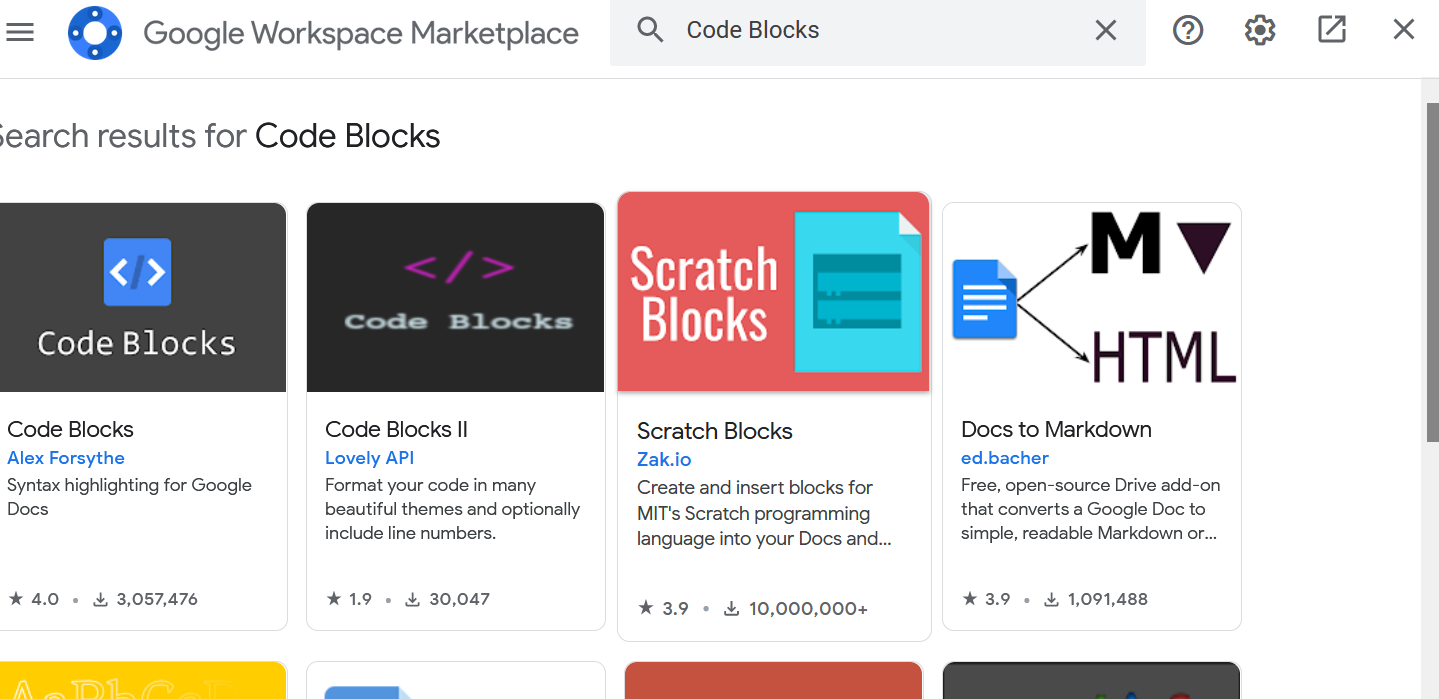 Google Workspace Marketplace
Code Blocks
Search results for Code Blocks
</>
Code Blocks
Code Blocks
Alex Forsythe
Syntax highlighting for Google
Docs
★ 4.0 • 3,057,476
</>
Code Blocks
Code Blocks II
Lovely API
Format your code in many
beautiful themes and optionally
include line numbers.
★ 1.9 • 30,047
Scratch
Blocks
Scratch Blocks
Zak.io
Create and insert blocks for
MIT's Scratch programming
language into your Docs and...
★ 3.9 • 10,000,000+
M
HTML
Docs to Markdown
ed.bacher
Free, open-source Drive add-on
that converts a Google Doc to
simple, readable Markdown or...
★ 3.9 • 1,091,488